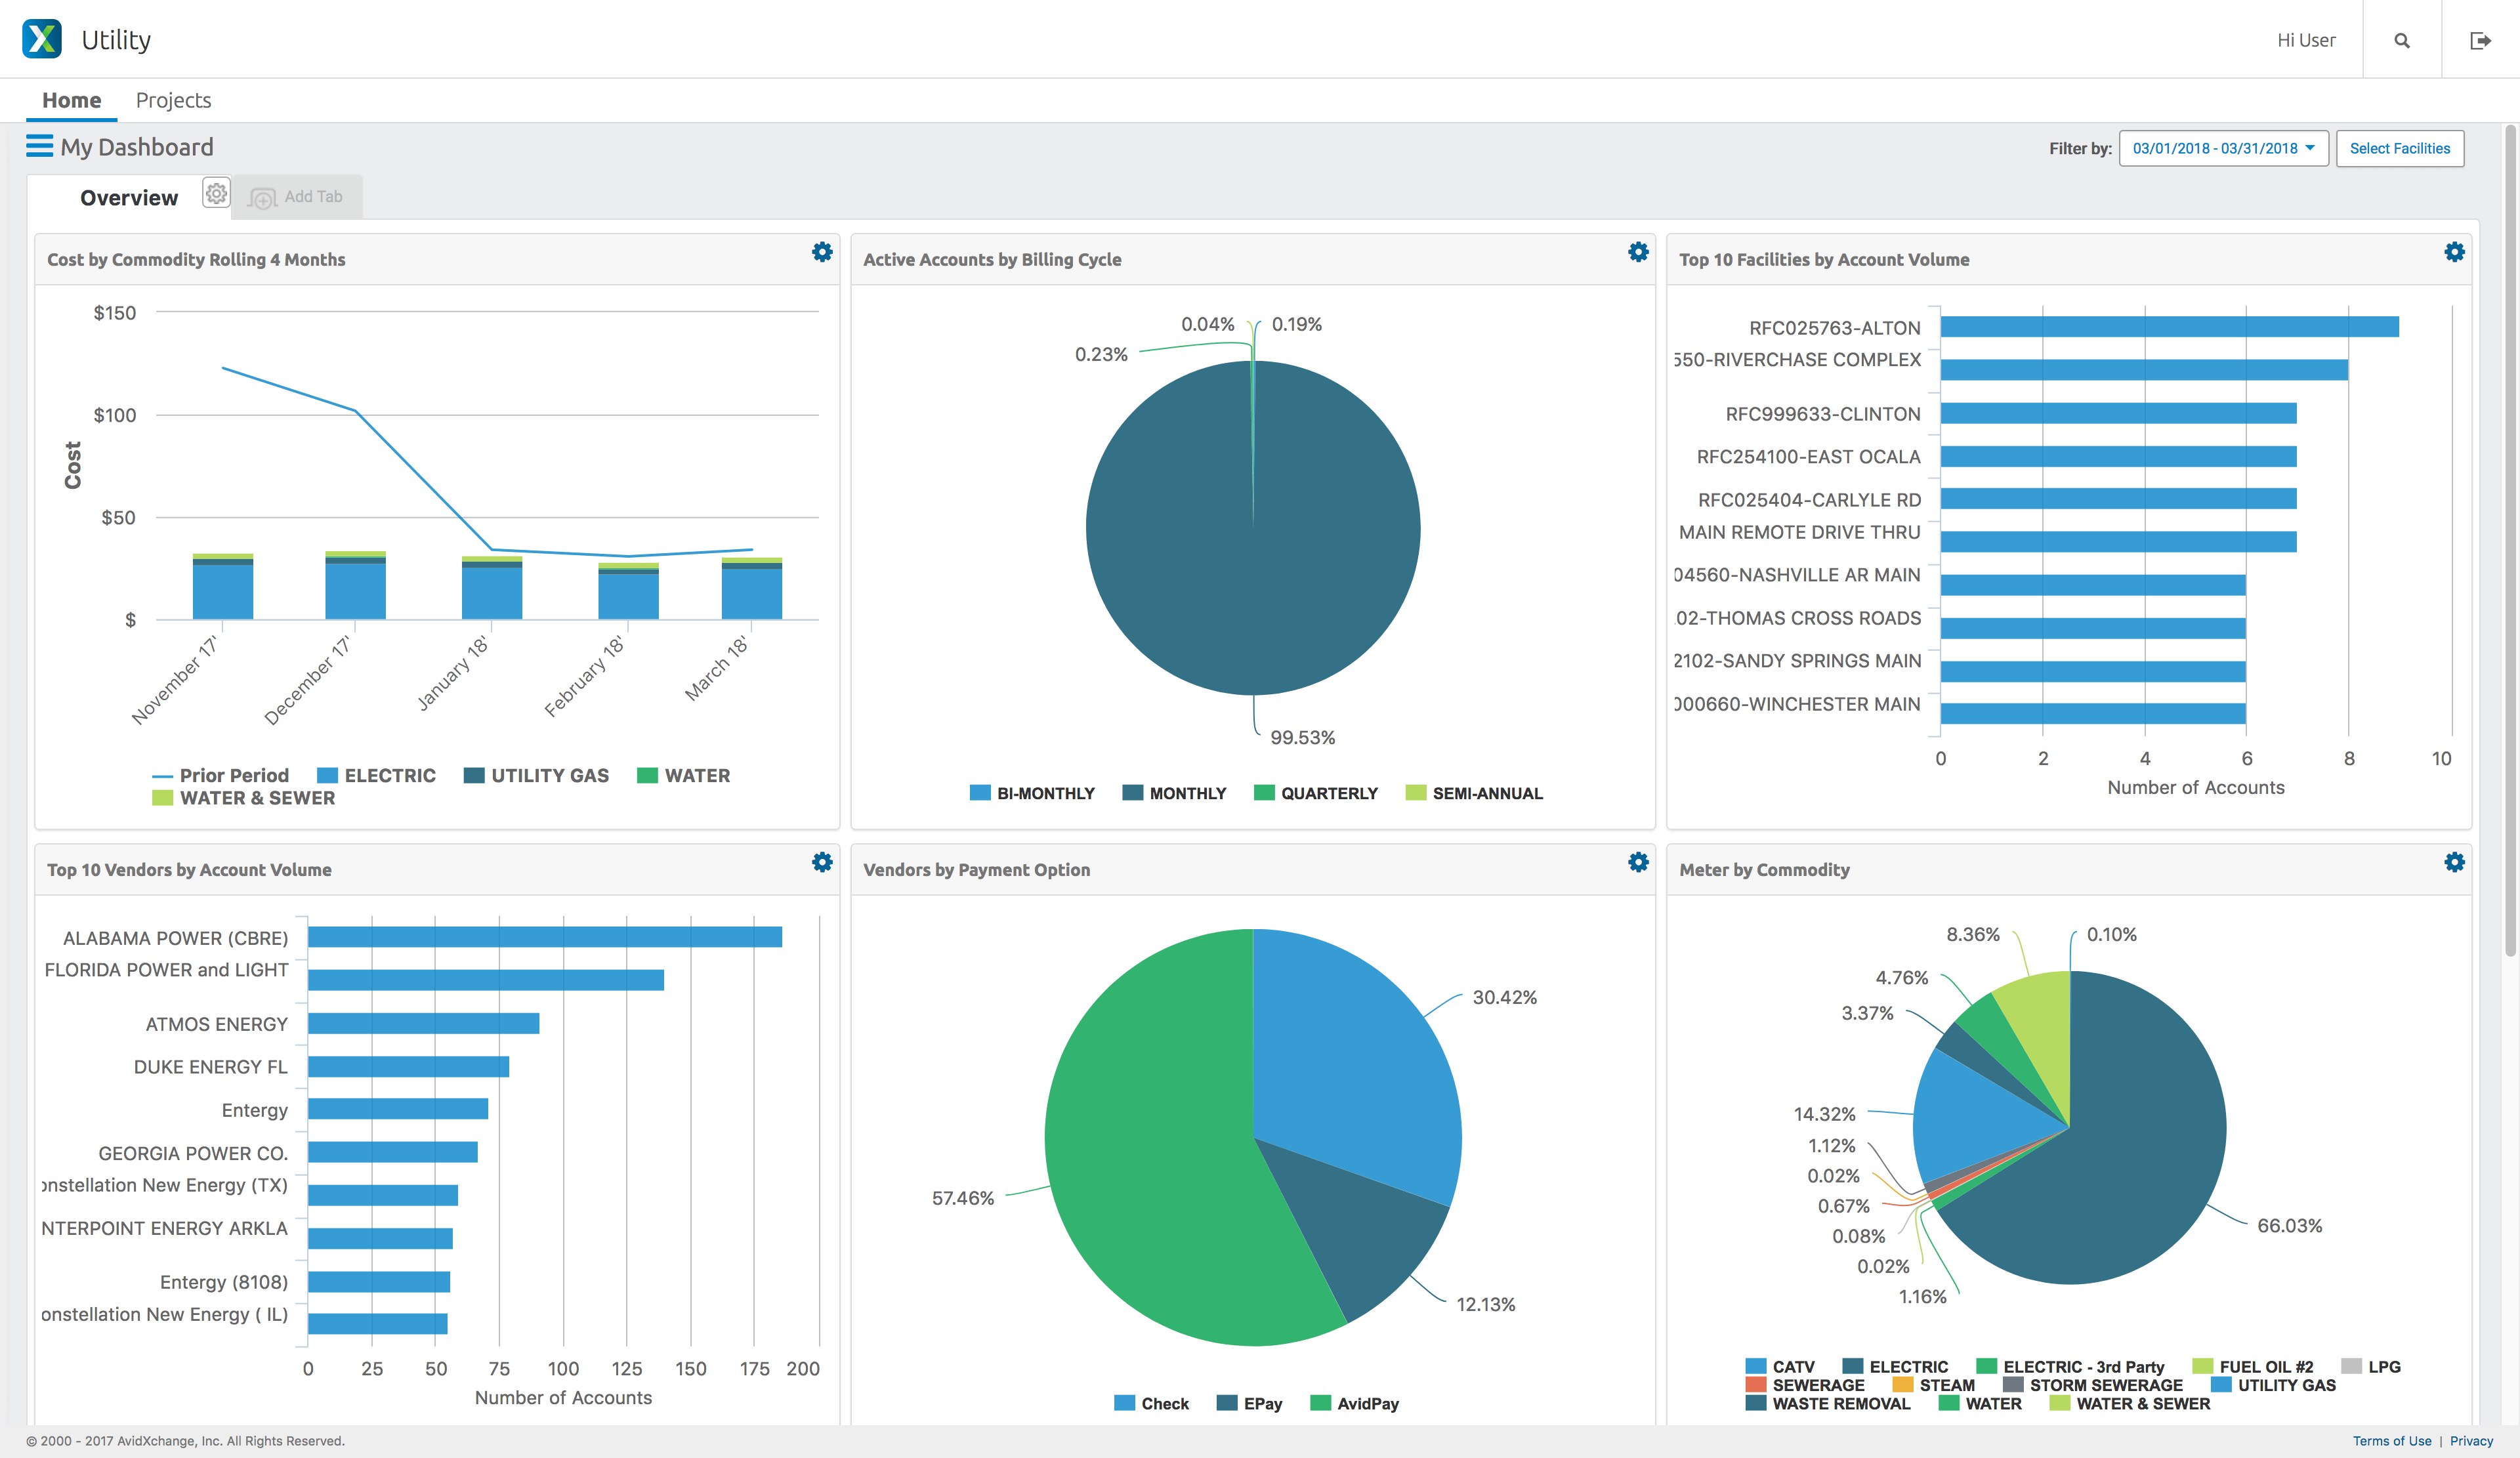 Utility
Hi User
Home Projects
My Dashboard
Filter by: 03/01/2018 - 03/31/2018 Select Facilities
Overview Add Tab
Cost by Commodity Rolling 4 Months
$150
$100
$50
$
Cost
November 17'
December 17'
January 18'
February 18'
March 18'
Prior Period ELECTRIC UTILITY GAS WATER
WATER & SEWER
Active Accounts by Billing Cycle
0.04% 0.19%
0.23%
99.53%
BI-MONTHLY MONTHLY QUARTERLY SEMI-ANNUAL
Top 10 Facilities by Account Volume
RFC025763-ALTON
550-RIVERCHASE COMPLEX
RFC999633-CLINTON
RFC254100-EAST OCALA
RFC025404-CARLYLE RD
MAIN REMOTE DRIVE THRU
04560-NASHVILLE AR MAIN
02-THOMAS CROSS ROADS
2102-SANDY SPRINGS MAIN
000660-WINCHESTER MAIN
0 2 4 6 8 10
Number of Accounts
Top 10 Vendors by Account Volume
ALABAMA POWER (CBRE)
FLORIDA POWER and LIGHT
ATMOS ENERGY
DUKE ENERGY FL
Entergy
GEORGIA POWER CO.
onstellation New Energy (TX)
NTERPOINT ENERGY ARKLA
Entergy (8108)
onstellation New Energy ( IL)
0 25 50 75 100 125 150 175 200
Number of Accounts
Vendors by Payment Option
30.42%
57.46%
12.13%
Check EPay AvidPay
Meter by Commodity
8.36% 0.10%
4.76%
3.37%
14.32%
1.12%
0.02%
0.67%
0.08%
0.02%
1.16%
66.03%
CATV ELECTRIC ELECTRIC - 3rd Party FUEL OIL #2 LPG
SEWERAGE STEAM STORM SEWERAGE UTILITY GAS
WASTE REMOVAL WATER WATER & SEWER
© 2000 - 2017 AvidXchange, Inc. All Rights Reserved.
Terms of Use | Privacy